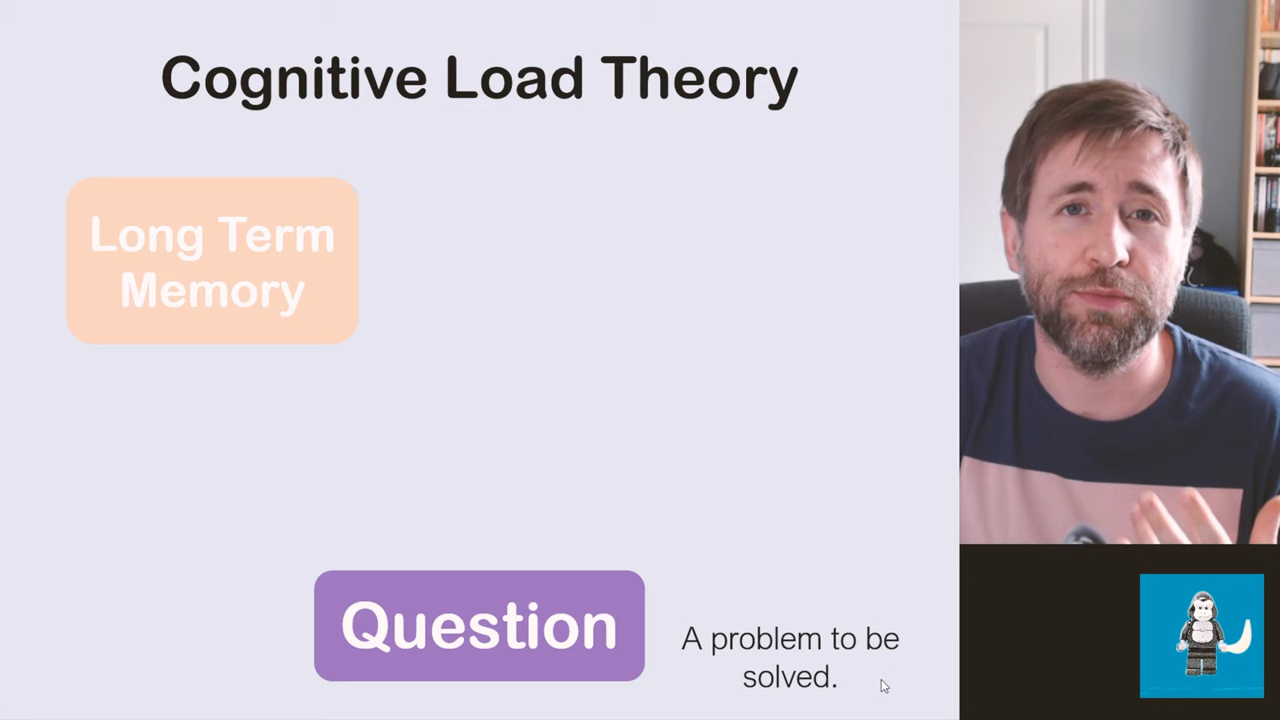 Cognitive Load Theory
Long Term
Memory
Question
A problem to be
solved.